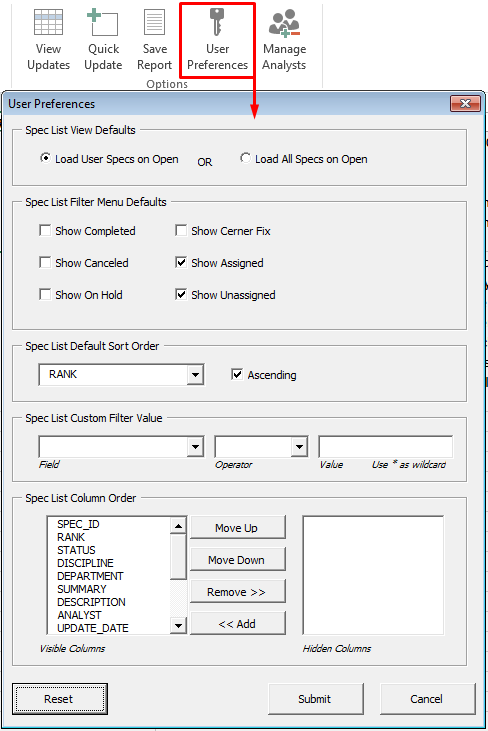 View Updates
Quick Update
Save Report
User Preferences
Manage Analysts
Options
User Preferences
Spec List View Defaults
Load User Specs on Open OR Load All Specs on Open
Spec List Filter Menu Defaults
Show Completed Show Cerner Fix
Show Canceled Show Assigned
Show On Hold Show Unassigned
Spec List Default Sort Order
RANK Ascending
Spec List Custom Filter Value
Field Operator Value Use * as wildcard
Spec List Column Order
SPEC_ID
RANK
STATUS
DISCIPLINE
DEPARTMENT
SUMMARY
DESCRIPTION
ANALYST
UPDATE_DATE
Move Up
Move Down
Remove >>
<< Add
Visible Columns Hidden Columns
Reset Submit Cancel